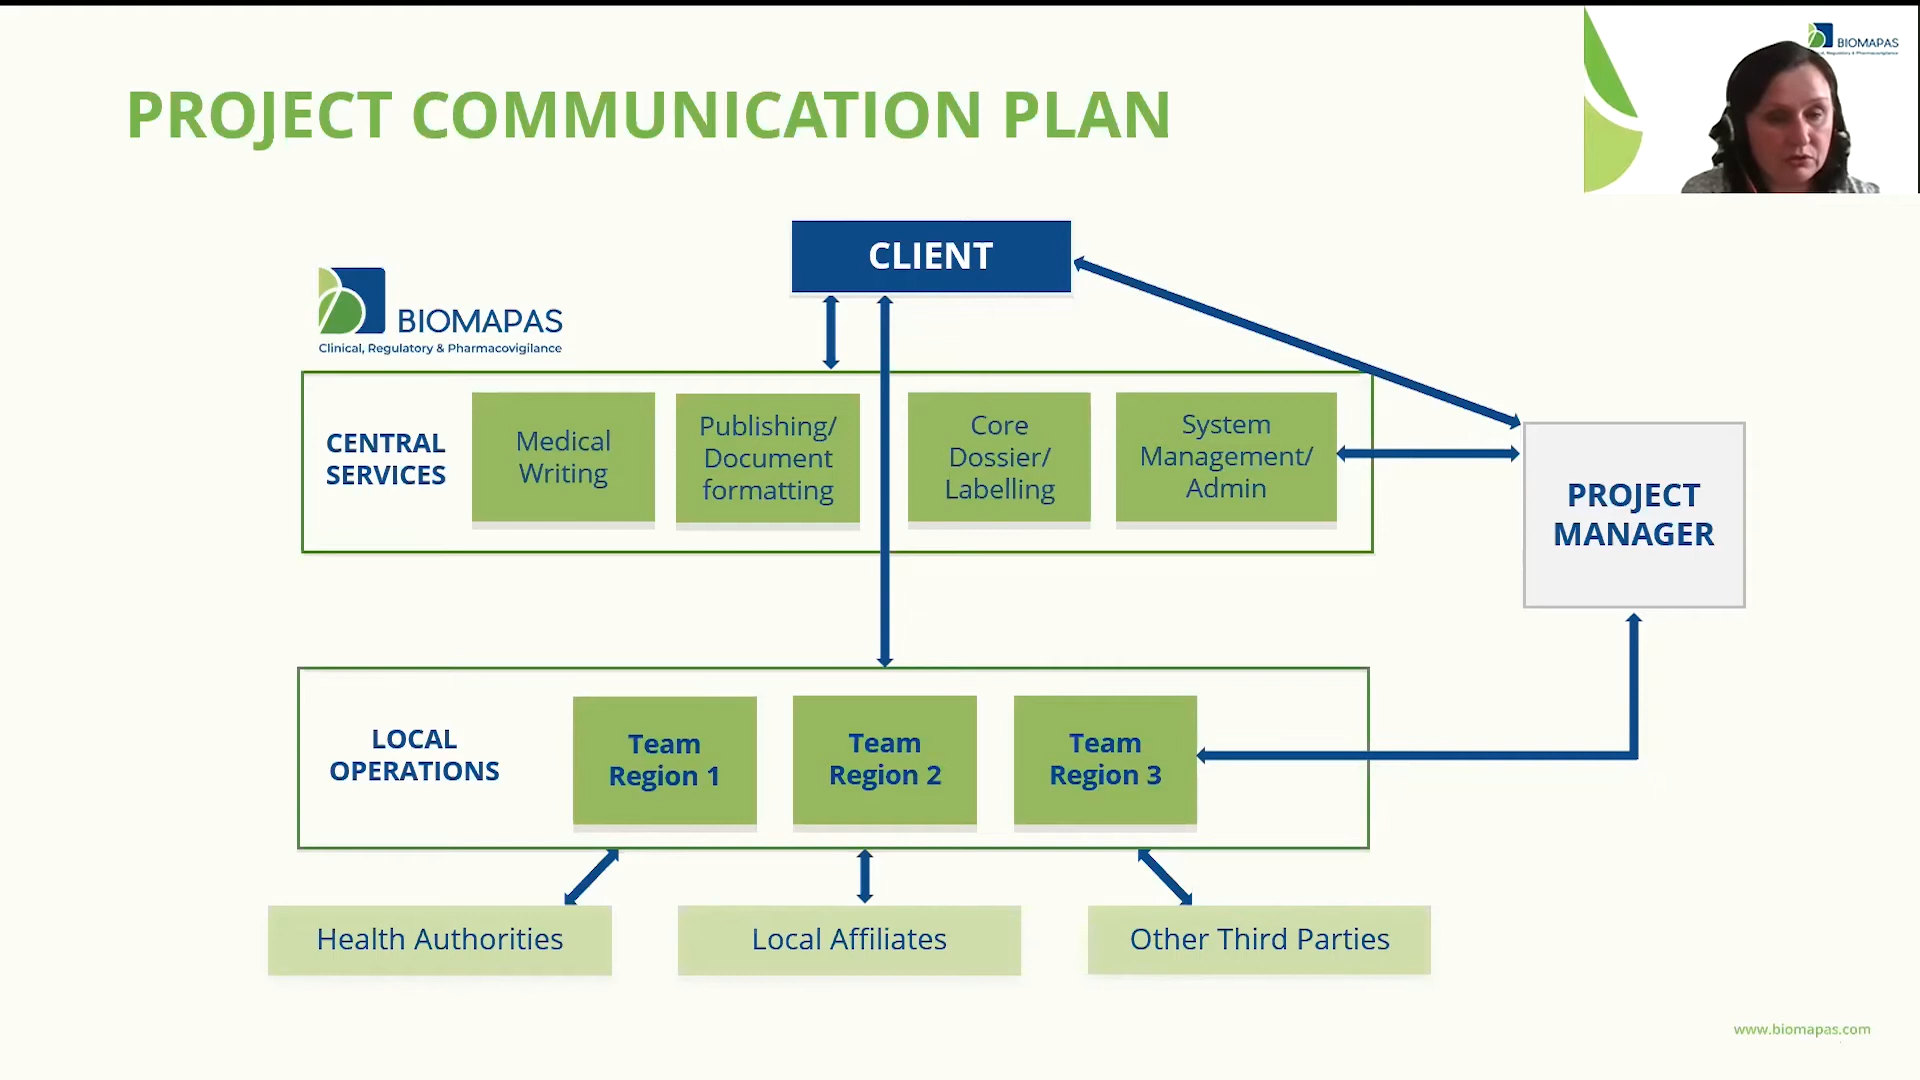 PROJECT COMMUNICATION PLAN
BIOMAPAS
CLIENT
BIOMAPAS
Clinical, Regulatory & Pharmacovigilance
CENTRAL
SERVICES
Medical
Writing
Publishing/
Document
formatting
Core
Dossier/
Labelling
System
Management/
Admin
PROJECT
MANAGER
LOCAL
OPERATIONS
Team
Region 1
Team
Region 2
Team
Region 3
Health Authorities
Local Affiliates
Other Third Parties
www.biomapas.com